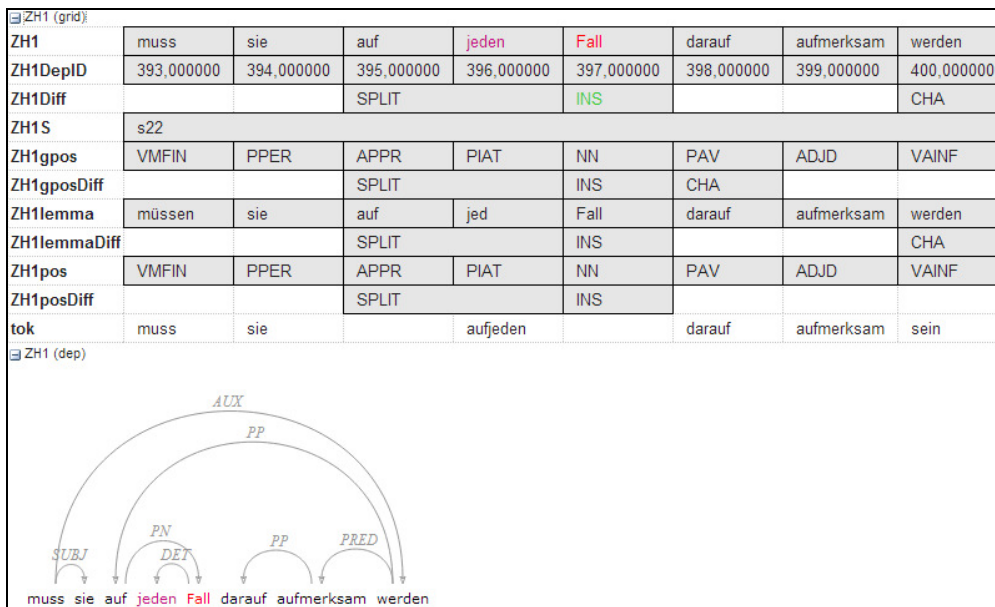 ZH1 (grid)
ZH1 muss sie auf jeden Fall darauf aufmerksam werden
ZH1DepID 393,000000 394,000000 395,000000 396,000000 397,000000 398,000000 399,000000 400,000000
ZH1Diff SPLIT INS CHA
ZH1S s22
ZH1gpos VMFIN PPER APPR PIAT NN PAV ADJD VAINF
ZH1gposDiff SPLIT INS CHA
ZH1lemma müssen sie auf jed Fall darauf aufmerksam werden
ZH1lemmaDiff SPLIT INS CHA
ZH1pos VMFIN PPER APPR PIAT NN PAV ADJD VAINF
ZH1posDiff SPLIT INS
tok muss sie aufjeden darauf aufmerksam sein
ZH1 (dep)
AUX
PP
PN PP PRED
SUBJ DET
muss sie auf jeden Fall darauf aufmerksam werden